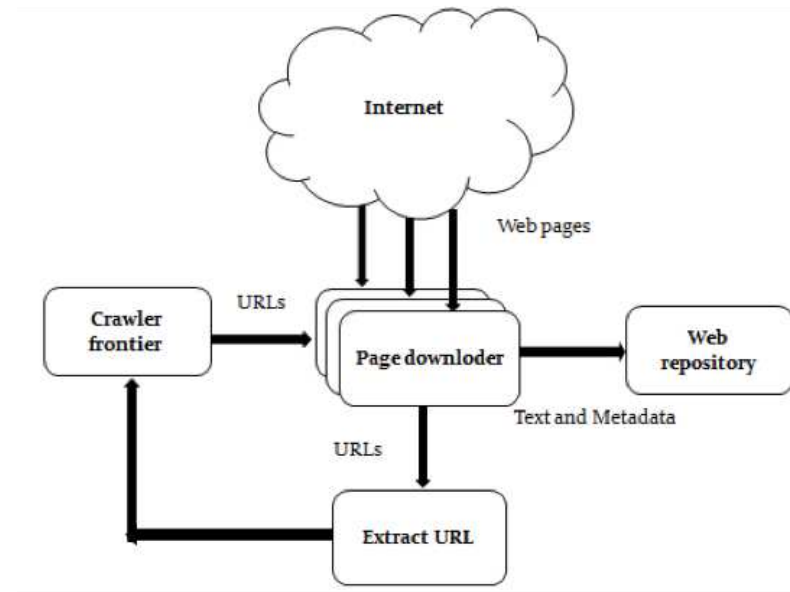 Internet
Web pages
URLs
Crawler
frontier
Page downloder
Web
repository
Text and Metadata
URLs
Extract URL